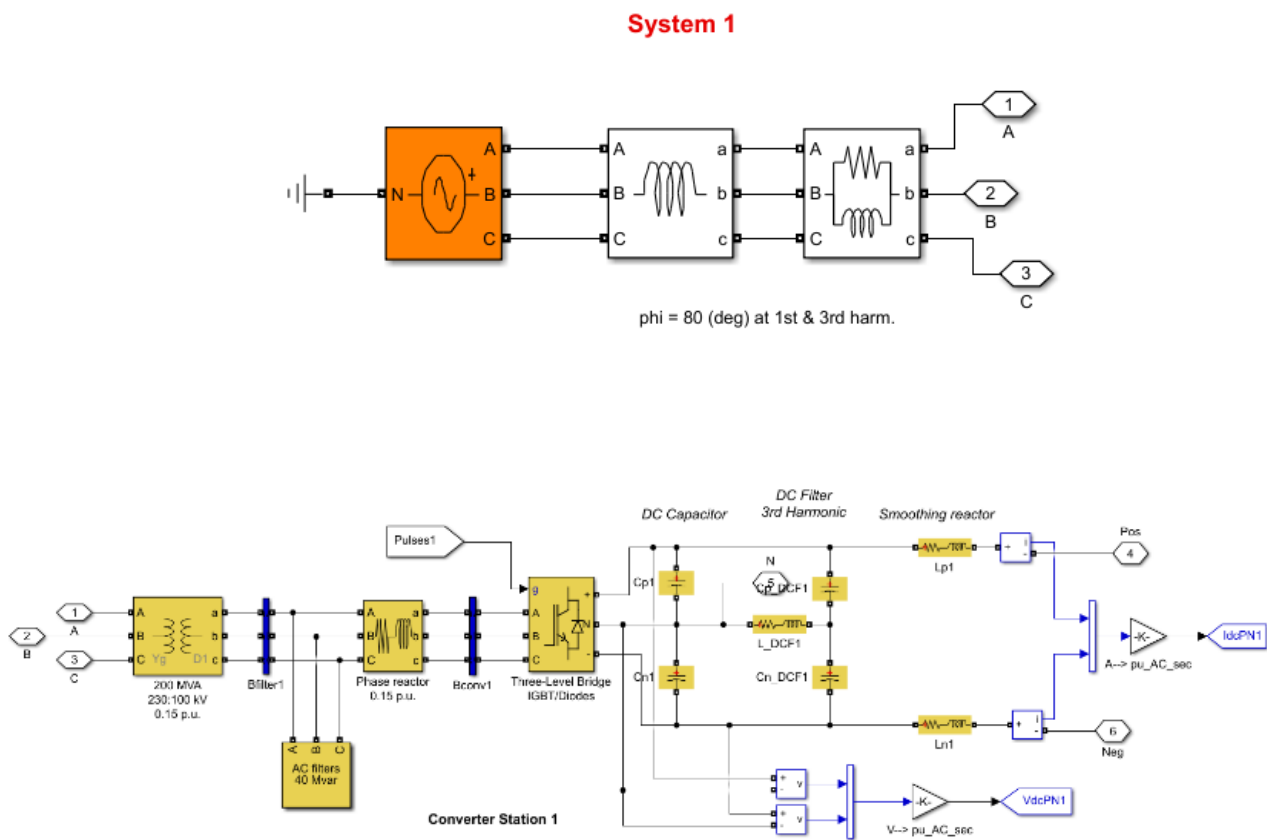 System 1
N
A
B
C
A
B
C
a
b
c
A
B
C
a
b
c
1
A
2
B
3
C
phi = 80 (deg) at 1st & 3rd harm.
DC Capacitor
DC Filter
3rd Harmonic
Smoothing reactor
Pulses1
Pos
4
1
A
2
B
3
C
A
B
C
Yg
D1
a
b
c
200 MVA
230:100 kV
0.15 p.u.
Bfilter1
A
B
C
a
b
c
Phase reactor
0.15 p.u.
Bconv1
g
A
B
C
+
N
-
Three-Level Bridge
IGBT/Diodes
Cp1
Cn1
N
5
Cp_DCF1
L_DCF1
Cn_DCF1
Lp1
Ln1
+
i
-
+
i
-
6
Neg
-K-
A--> pu_AC_sec
IdcPN1
A
B
C
AC filters
40 Mvar
Converter Station 1
+
-
v
+
-
v
-K-
V--> pu_AC_sec
VdcPN1